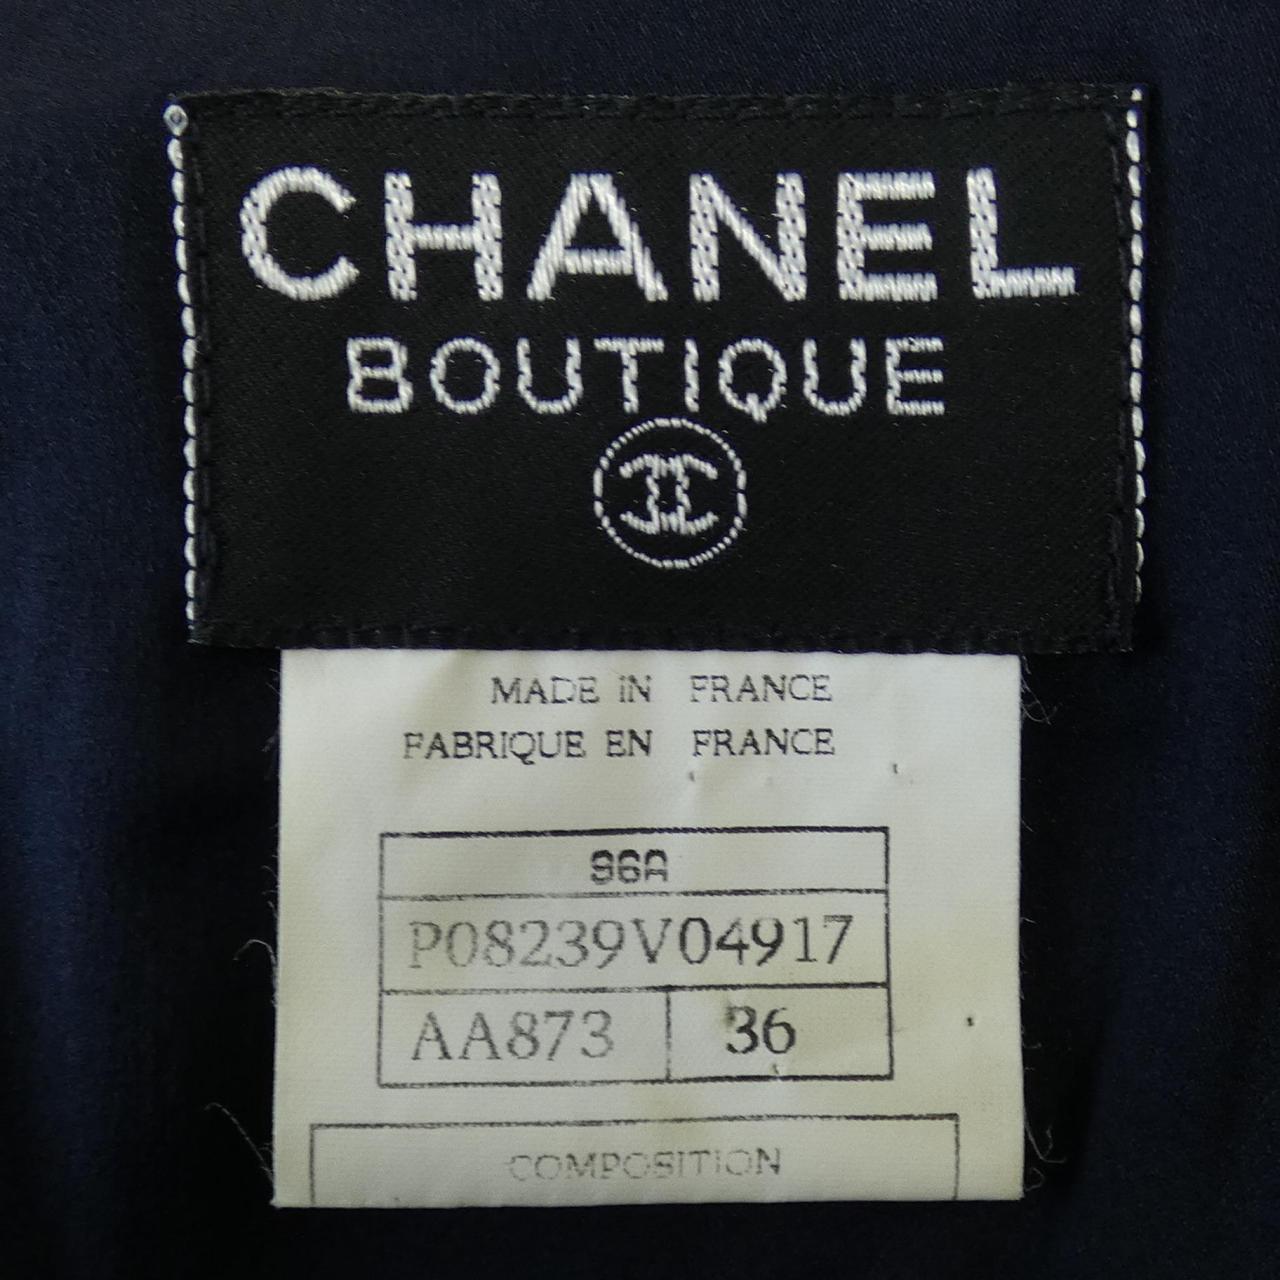 CHANEL
BOUTIQUE
MADE IN FRANCE
FABRIQUE EN FRANCE
96A
P08239V04917
AA873 36
COMPOSITION